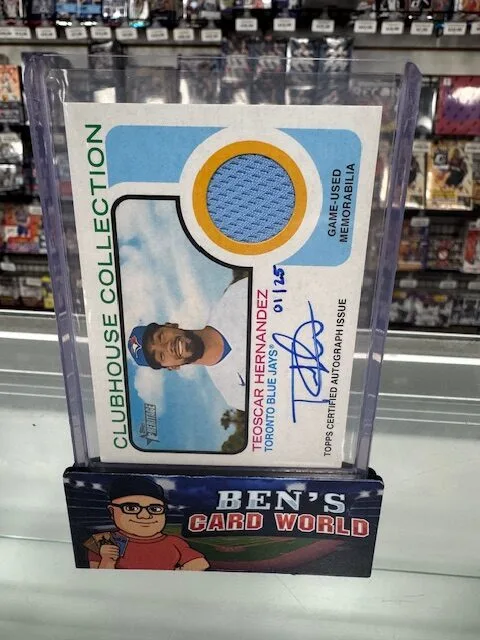 CLUBHOUSE COLLECTION
GAME-USED
MEMORABILIA
HERITAGE
TEOSCAR HERNANDEZ
TORONTO BLUE JAYS®
01/25
TOPPS CERTIFIED AUTOGRAPH ISSUE
BEN'S
CARD WORLD